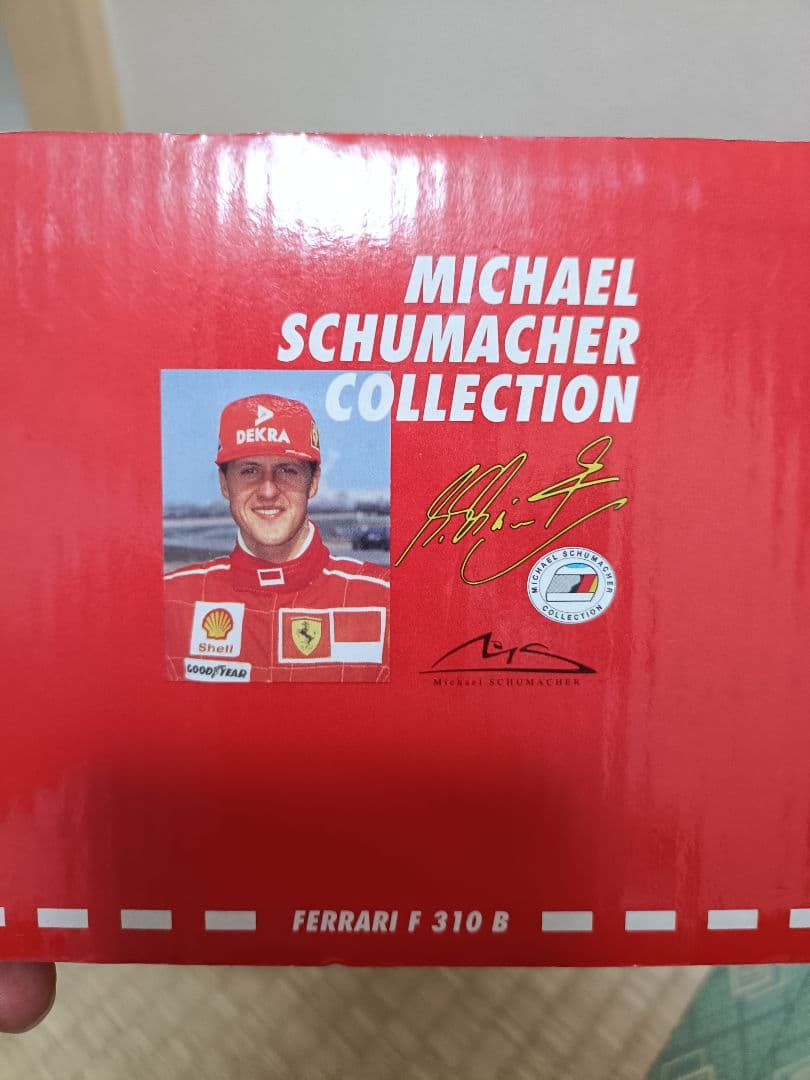 MICHAEL
SCHUMACHER
COLLECTION
DEKRA
MICHAEL SCHUMACHER
COLLECTION
Shell
GOODYEAR
Michael SCHUMACHER
FERRARI F 310 B